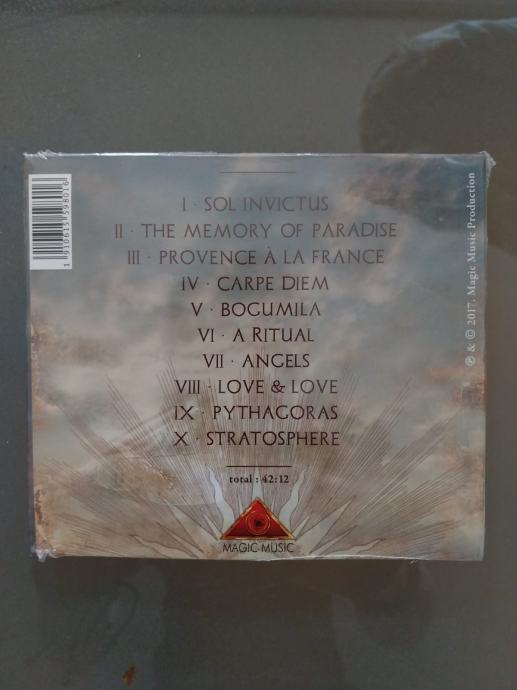 I · SOL INVICTUS
II · THE MEMORY OF PARADISE
III · PROVENCE À LA FRANCE
IV · CARPE DIEM
V · BOGUMILA
VI · A RITUAL
VII · ANGELS
VIII · LOVE & LOVE
IX · PYTHAGORAS
X · STRATOSPHERE
total : 42:12
MAGIC MUSIC
℗ & © 2017. Magic Music Production